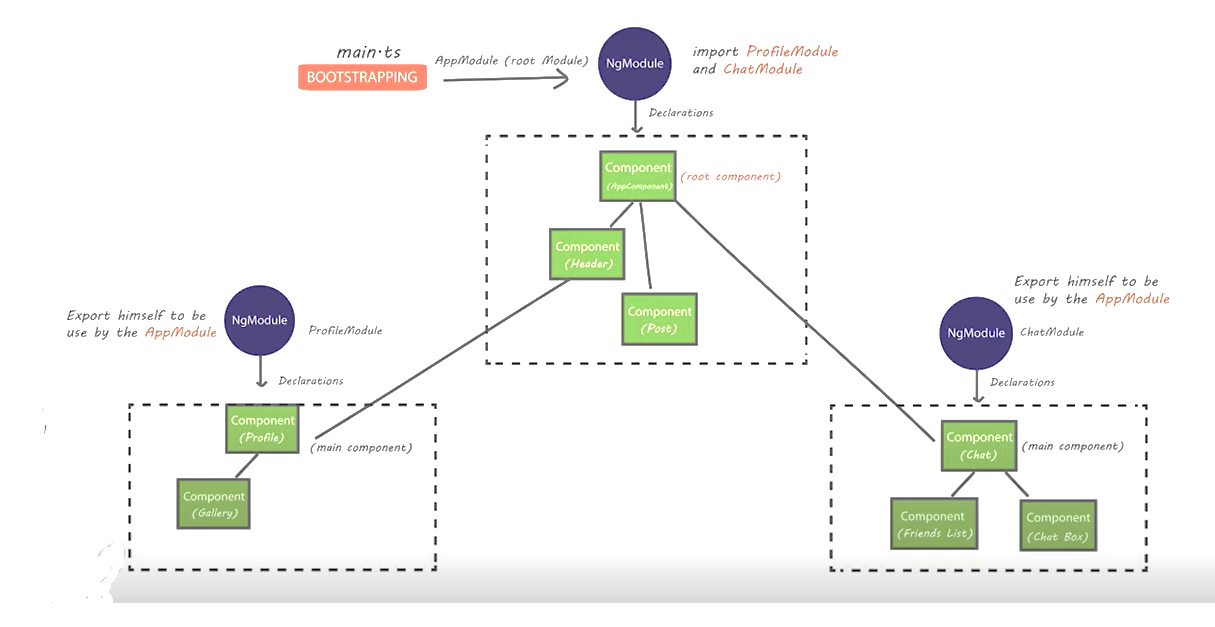 main.ts
BOOTSTRAPPING
AppModule (root Module)
NgModule
import ProfileModule
and ChatModule
Declarations
Component
(AppComponent)
(root component)
Component
(Header)
Component
(Post)
Export himself to be
use by the AppModule
NgModule
ProfileModule
Declarations
Component
(Profile)
(main component)
Component
(Gallery)
Export himself to be
use by the AppModule
NgModule
ChatModule
Declarations
Component
(Chat)
(main component)
Component
(Friends List)
Component
(Chat Box)